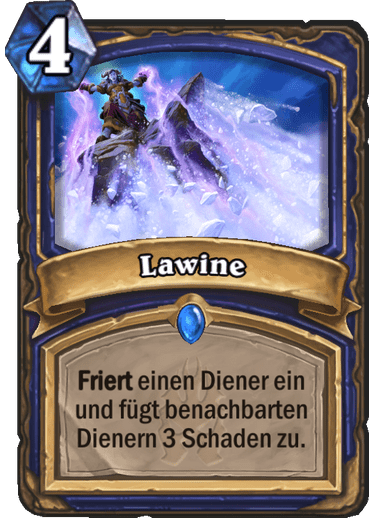 4
Lawine
Friert einen Diener ein
und fügt benachbarten
Dienern 3 Schaden zu.